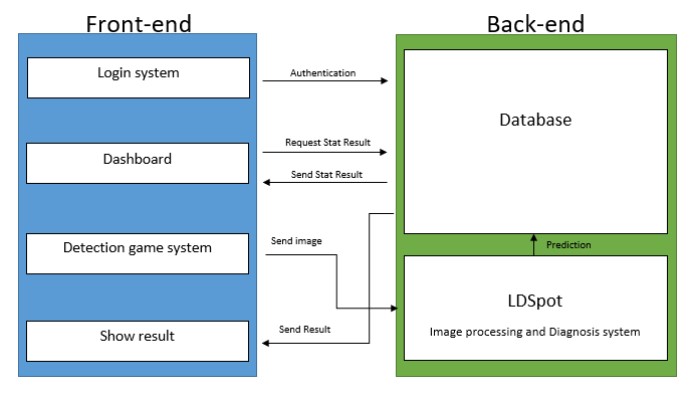 Front-end
Back-end
Login system
Authentication
Database
Dashboard
Request Stat Result
Send Stat Result
Detection game system
Send image
Prediction
LDSpot
Image processing and Diagnosis system
Show result
Send Result